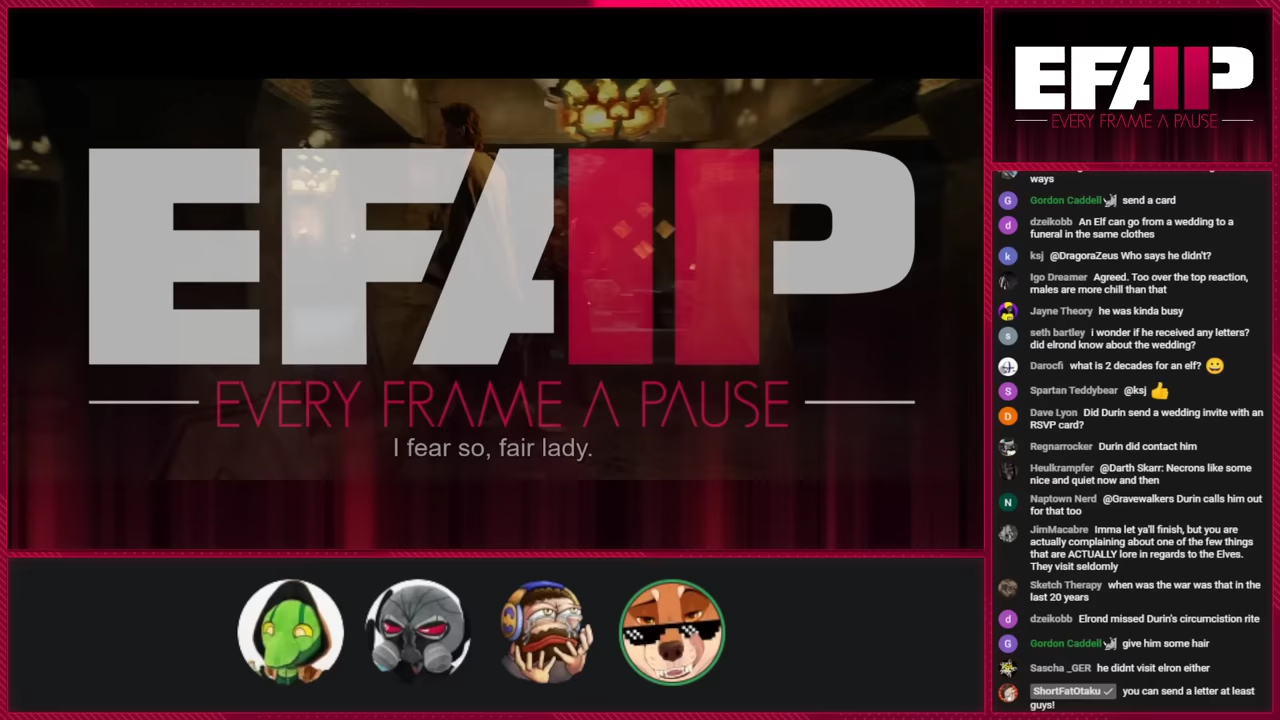 EFAP
EVERY FRAME A PAUSE
I fear so, fair lady.
EFAP
EVERY FRAME A PAUSE
ways
G Gordon Caddell send a card
d dzeikobb An Elf can go from a wedding to a
funeral in the same clothes
k ksj @DragoraZeus Who says he didn't?
Igo Dreamer Agreed. Too over the top reaction,
males are more chill than that
Jayne Theory he was kinda busy
s seth bartley i wonder if he received any letters?
did elrond know about the wedding?
Darocfi what is 2 decades for an elf? 😀
S Spartan Teddybear @ksj 👍
D Dave Lyon Did Durin send a wedding invite with an
RSVP card?
Regnarrocker Durin did contact him
Heulkrampfer @Darth Skarr: Necrons like some
nice and quiet now and then
N Naptown Nerd @Gravewalkers Durin calls him out
for that too
JimMacabre Imma let ya'll finish, but you are
actually complaining about one of the few things
that are ACTUALLY lore in regards to the Elves.
They visit seldomly
Sketch Therapy when was the war was that in the
last 20 years
d dzeikobb Elrond missed Durin's circumcistion rite
G Gordon Caddell give him some hair
Sascha _GER he didnt visit elron either
ShortFatOtaku ✓ you can send a letter at least
guys!